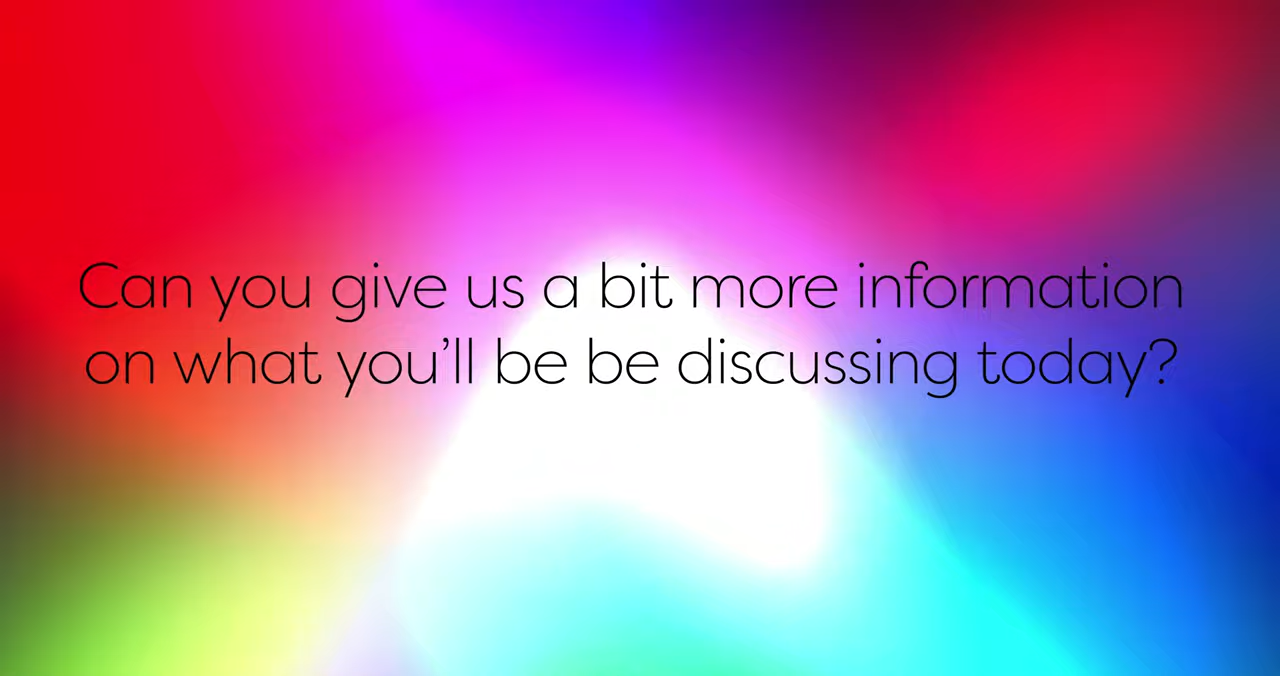 Can you give us a bit more information
on what you’ll be be discussing today?